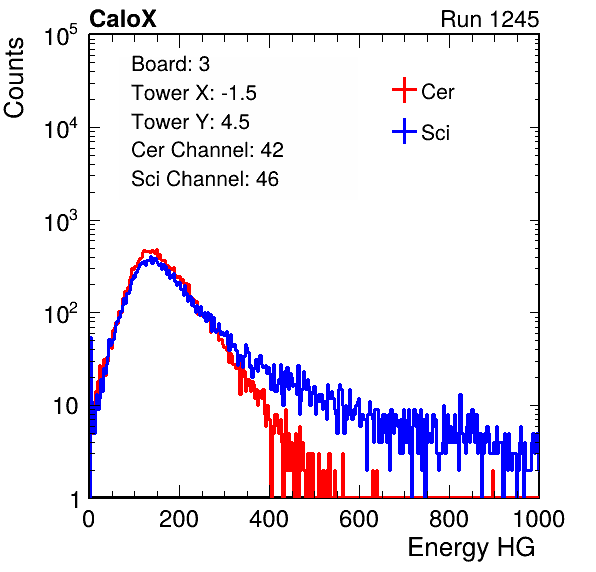 CaloX Run 1245
Counts
Board: 3
Tower X: -1.5
Tower Y: 4.5
Cer Channel: 42
Sci Channel: 46
Cer
Sci
10^5
10^4
10^3
10^2
10
1
0 200 400 600 800 1000
Energy HG